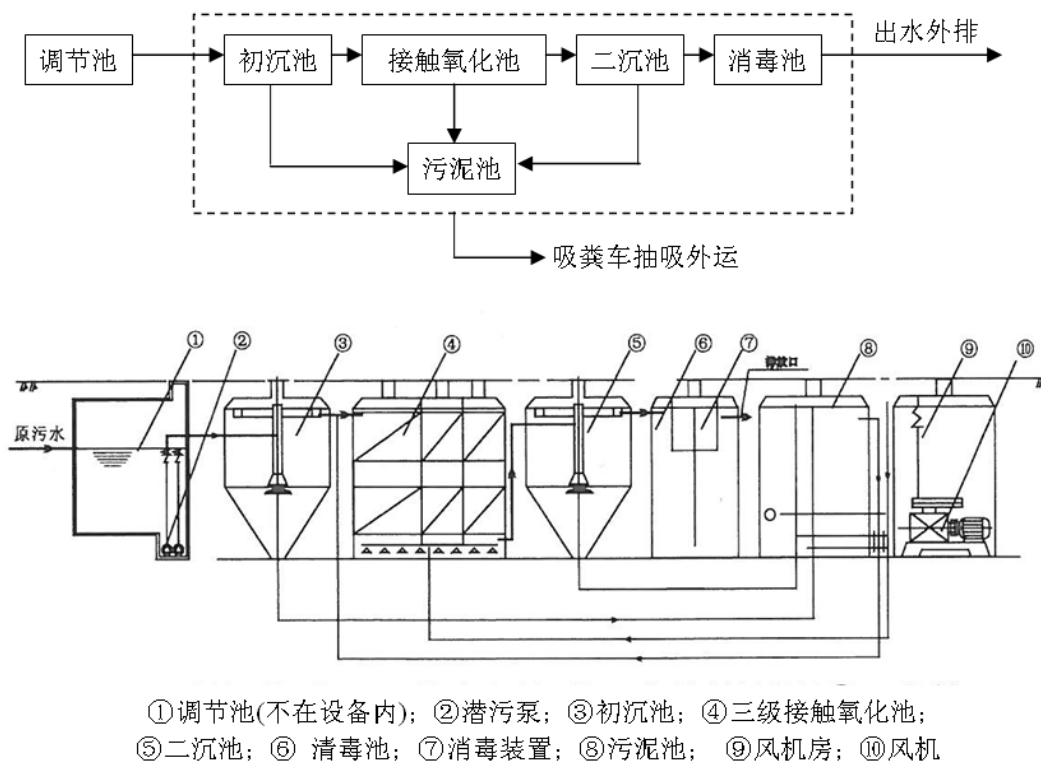 出水外排
调节池
初沉池
接触氧化池
二沉池
消毒池
污泥池
吸粪车抽吸外运
① ② ③ ④ ⑤ ⑥ ⑦ 排放口 ⑧ ⑨ ⑩
原污水
①调节池(不在设备内)；②潜污泵；③初沉池；④三级接触氧化池；
⑤二沉池；⑥ 清毒池；⑦消毒装置；⑧污泥池； ⑨风机房；⑩风机